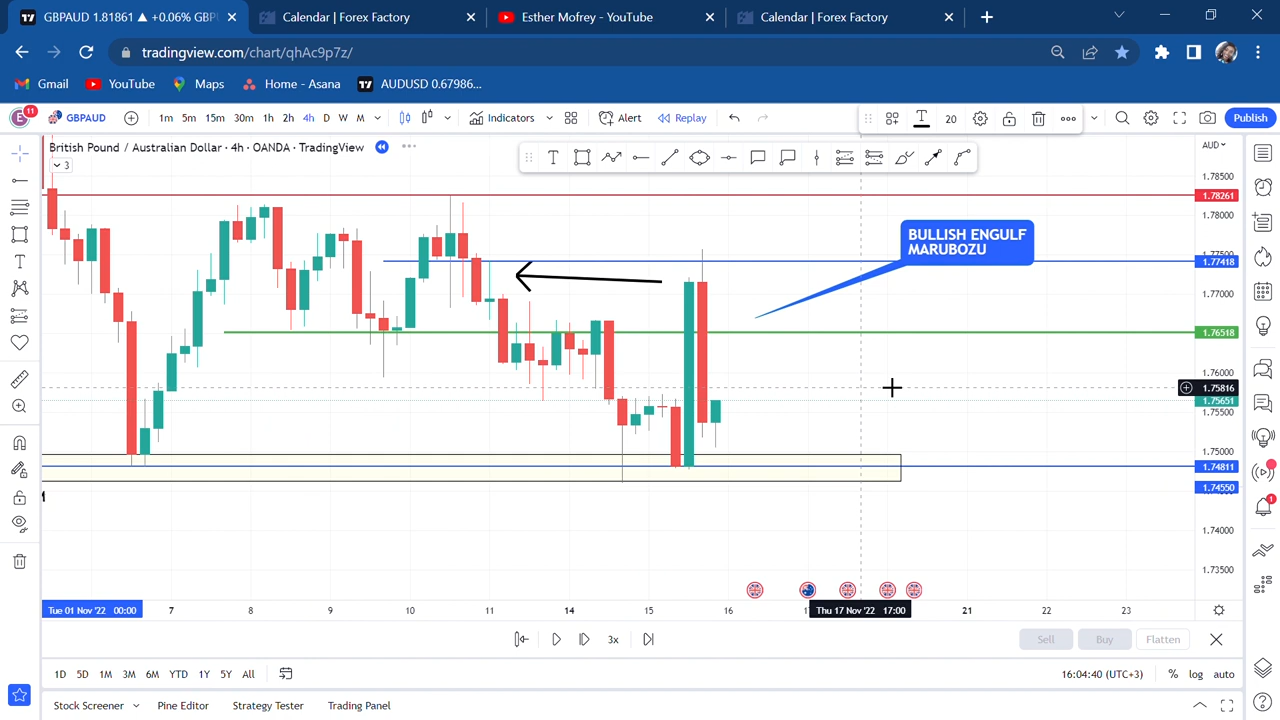 GBPAUD 1.81861 ▲ +0.06% GBP
Calendar | Forex Factory
Esther Mofrey - YouTube
Calendar | Forex Factory
tradingview.com/chart/qhAc9p7z/
Gmail
YouTube
Maps
Home - Asana
AUDUSD 0.67986...
E
11
GBPAUD
1m
5m
15m
30m
1h
2h
4h
D
W
M
Indicators
Alert
Replay
T
20
Publish
British Pound / Australian Dollar · 4h · OANDA · TradingView
3
AUD
1.78500
1.78261
1.78000
1.77418
1.77000
1.76518
1.76000
1.75816
1.75651
1.75500
1.75000
1.74811
1.74550
1.74000
1.73500
BULLISH ENGULF
MARUBOZU
Tue 01 Nov '22 00:00
7
8
9
10
11
14
15
16
Thu 17 Nov '22 17:00
21
22
23
3x
Sell
Buy
Flatten
1D
5D
1M
3M
6M
YTD
1Y
5Y
All
16:04:40 (UTC+3)
%
log
auto
Stock Screener
Pine Editor
Strategy Tester
Trading Panel